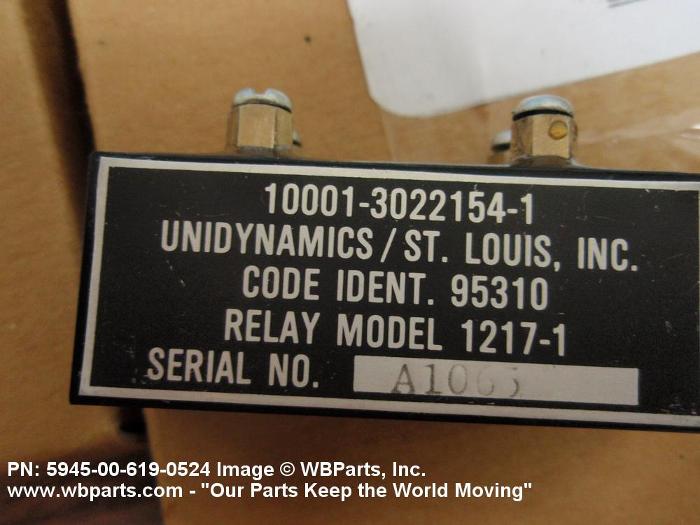 10001-3022154-1
UNIDYNAMICS / ST. LOUIS, INC.
CODE IDENT. 95310
RELAY MODEL 1217-1
SERIAL NO. A1065
PN: 5945-00-619-0524 Image © WBParts, Inc.
www.wbparts.com - "Our Parts Keep the World Moving"